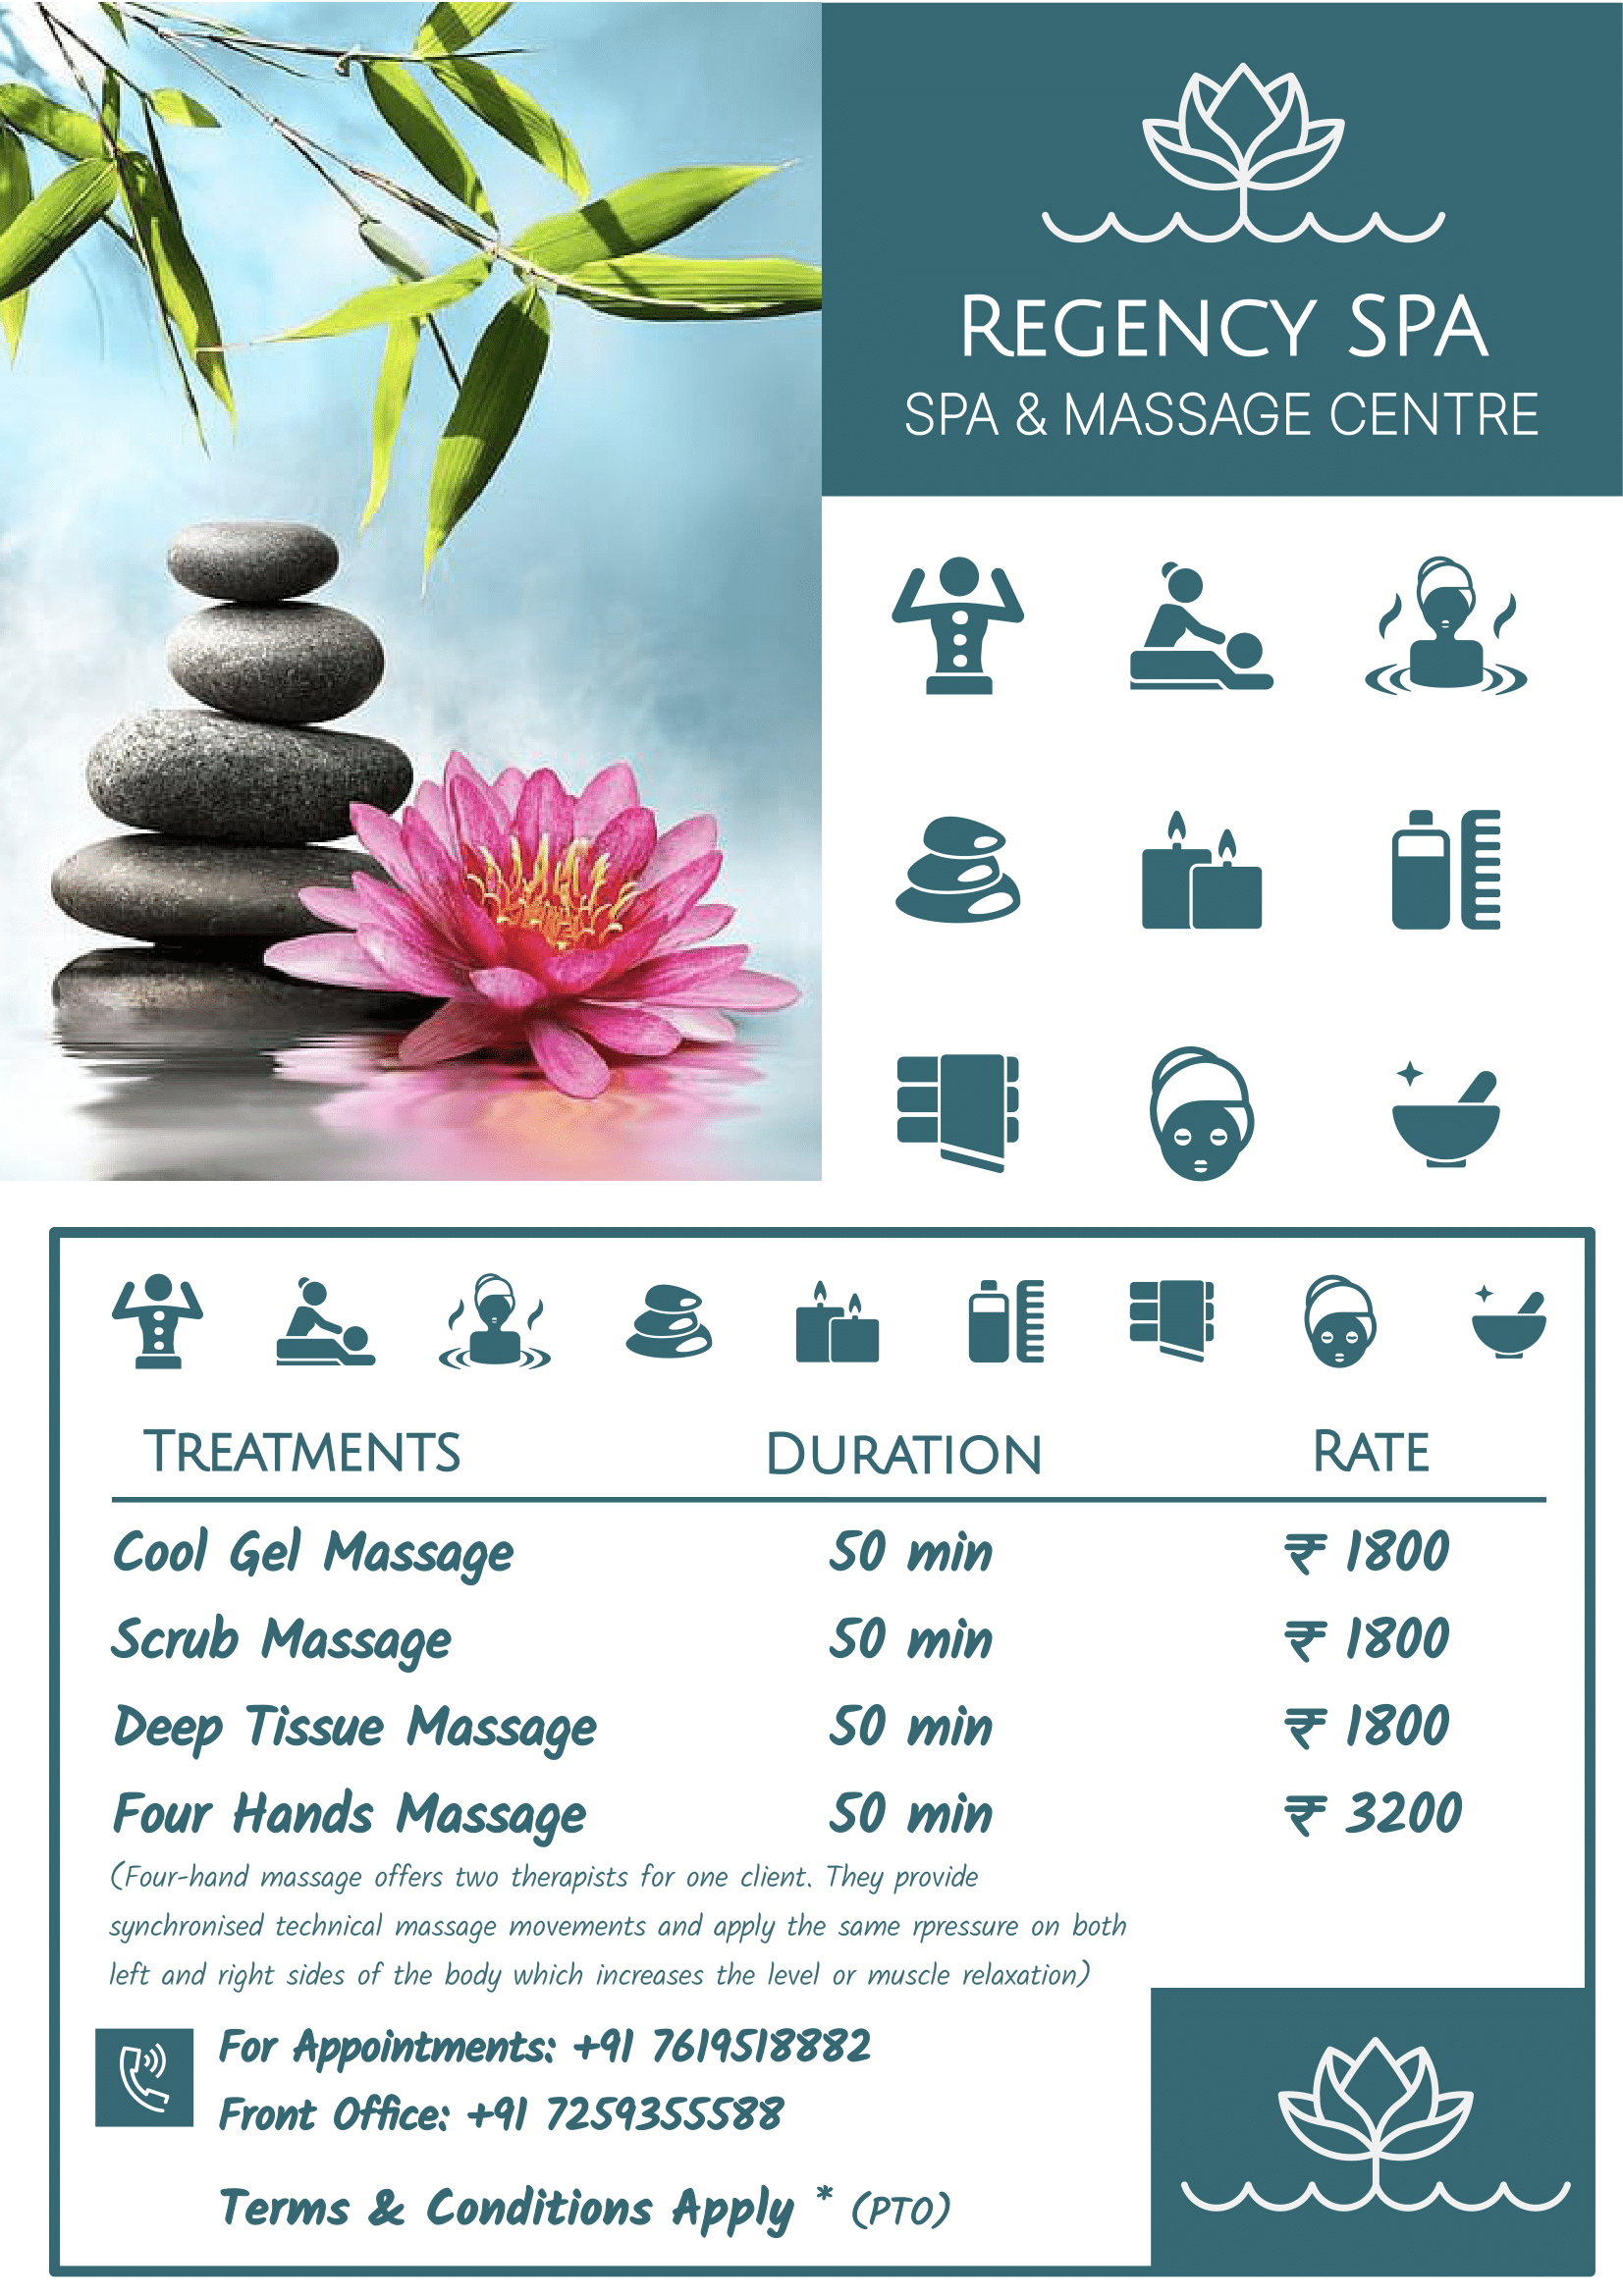 REGENCY SPA
SPA & MASSAGE CENTRE
TREATMENTS DURATION RATE
Cool Gel Massage 50 min ₹ 1800
Scrub Massage 50 min ₹ 1800
Deep Tissue Massage 50 min ₹ 1800
Four Hands Massage 50 min ₹ 3200
(Four-hand massage offers two therapists for one client. They provide
synchronised technical massage movements and apply the same rpressure on both
left and right sides of the body which increases the level or muscle relaxation)
For Appointments: +91 7619518882
Front Office: +91 7259355588
Terms & Conditions Apply * (PTO)